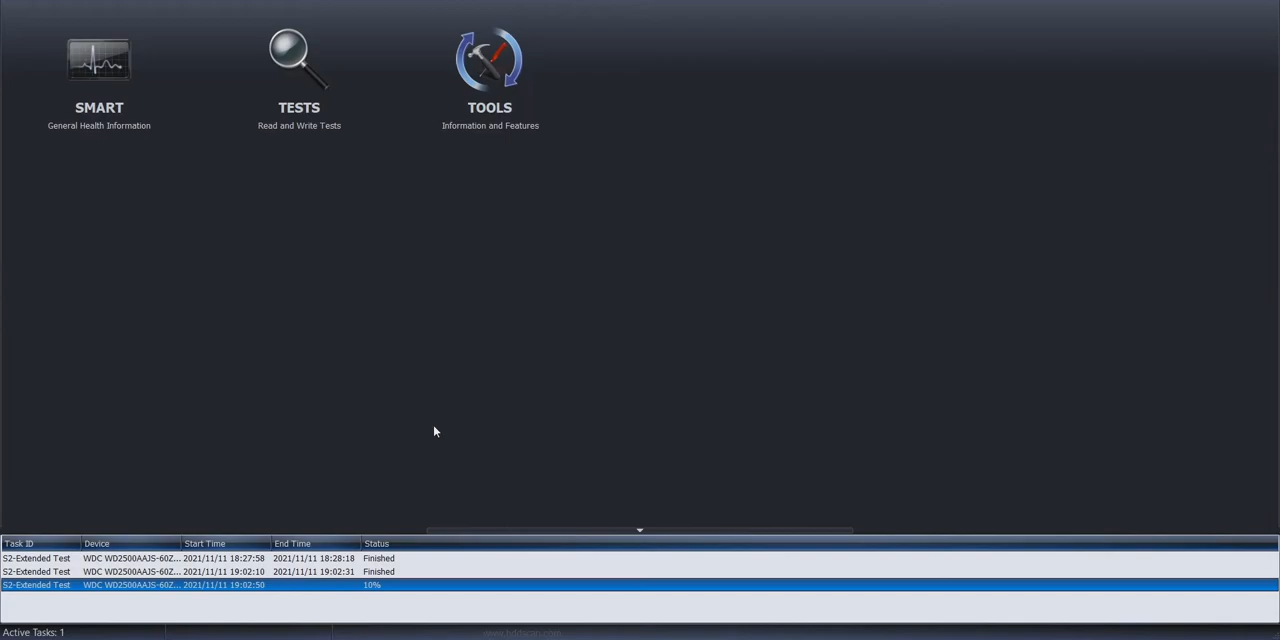 SMART TESTS TOOLS
General Health Information Read and Write Tests Information and Features
Task ID Device Start Time End Time Status
S2-Extended Test WDC WD2500AAJS-60Z... 2021/11/11 18:27:58 2021/11/11 18:28:18 Finished
S2-Extended Test WDC WD2500AAJS-60Z... 2021/11/11 19:02:10 2021/11/11 19:02:31 Finished
S2-Extended Test WDC WD2500AAJS-60Z... 2021/11/11 19:02:50 10%
Active Tasks: 1 www.hddscan.com